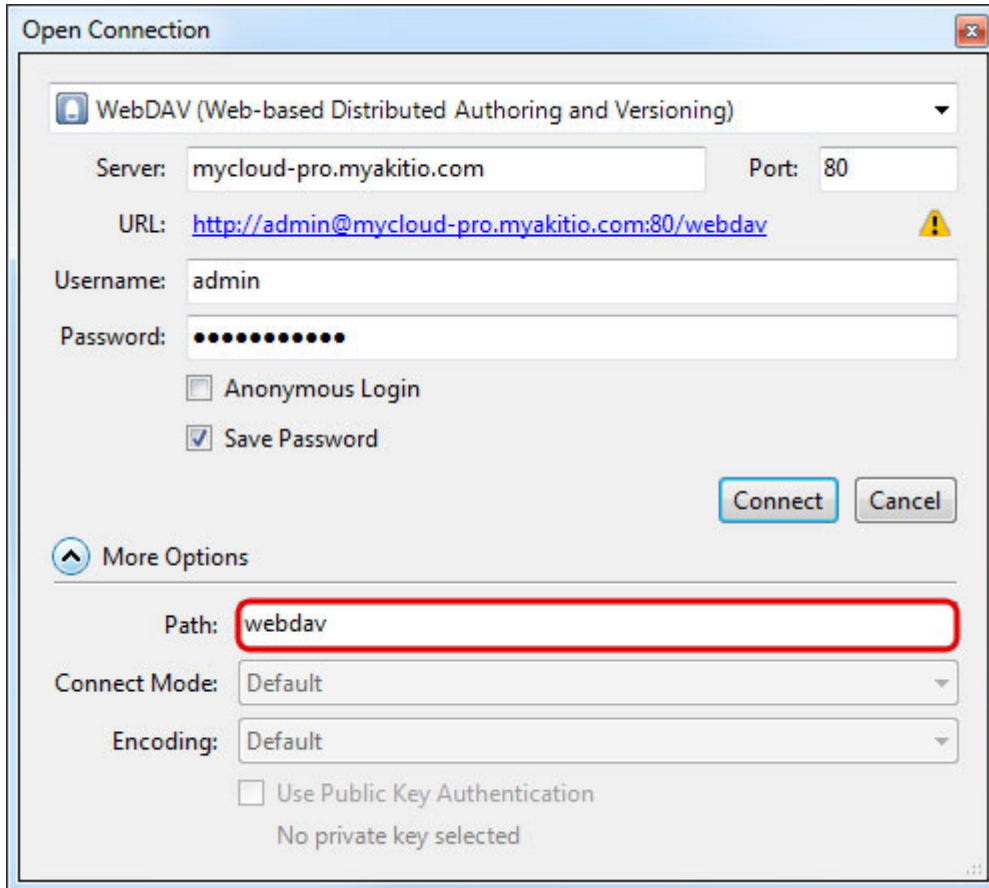 Open Connection
WebDAV (Web-based Distributed Authoring and Versioning)
Server: mycloud-pro.myakitio.com Port: 80
URL: http://admin@mycloud-pro.myakitio.com:80/webdav
Username: admin
Password: •••••••••••
Anonymous Login
Save Password
Connect Cancel
More Options
Path: webdav
Connect Mode: Default
Encoding: Default
Use Public Key Authentication
No private key selected